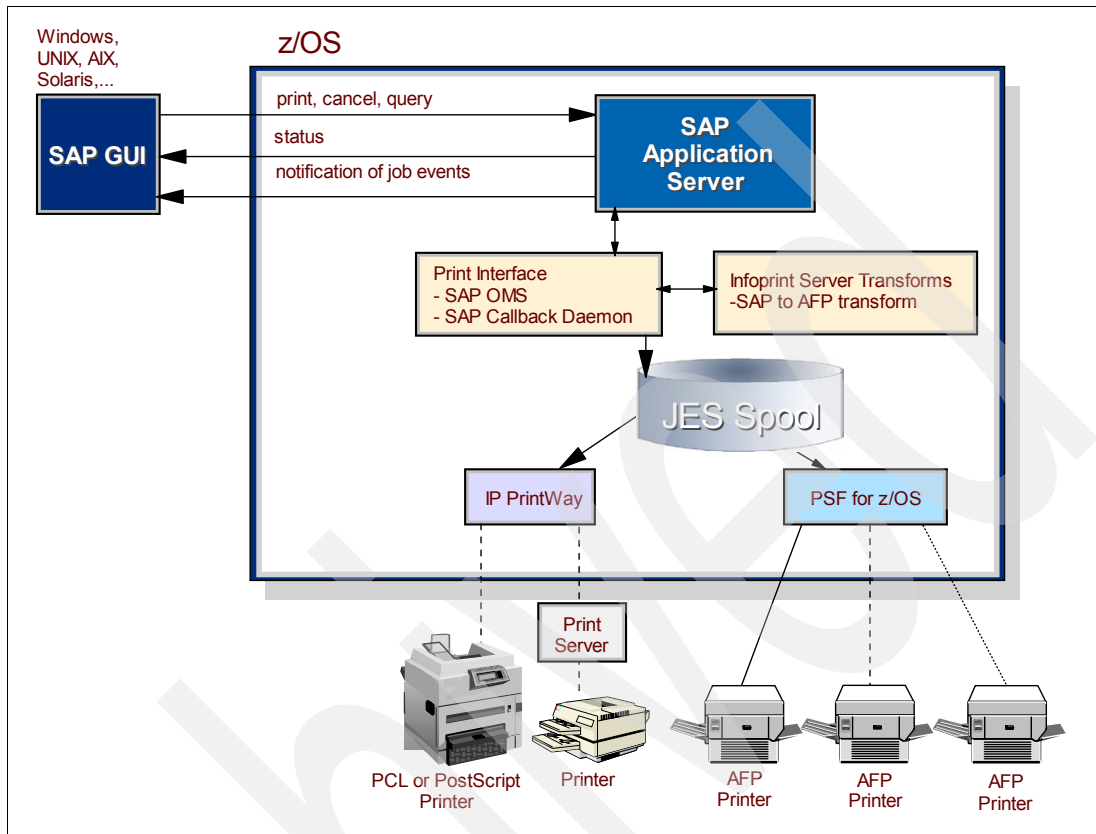 Windows,
UNIX, AIX,
Solaris,...
z/OS
SAP GUI
print, cancel, query
status
notification of job events
SAP
Application
Server
Print Interface
- SAP OMS
- SAP Callback Daemon
Infoprint Server Transforms
-SAP to AFP transform
JES Spool
IP PrintWay
PSF for z/OS
Print
Server
PCL or PostScript
Printer
Printer
AFP
Printer
AFP
Printer
AFP
Printer